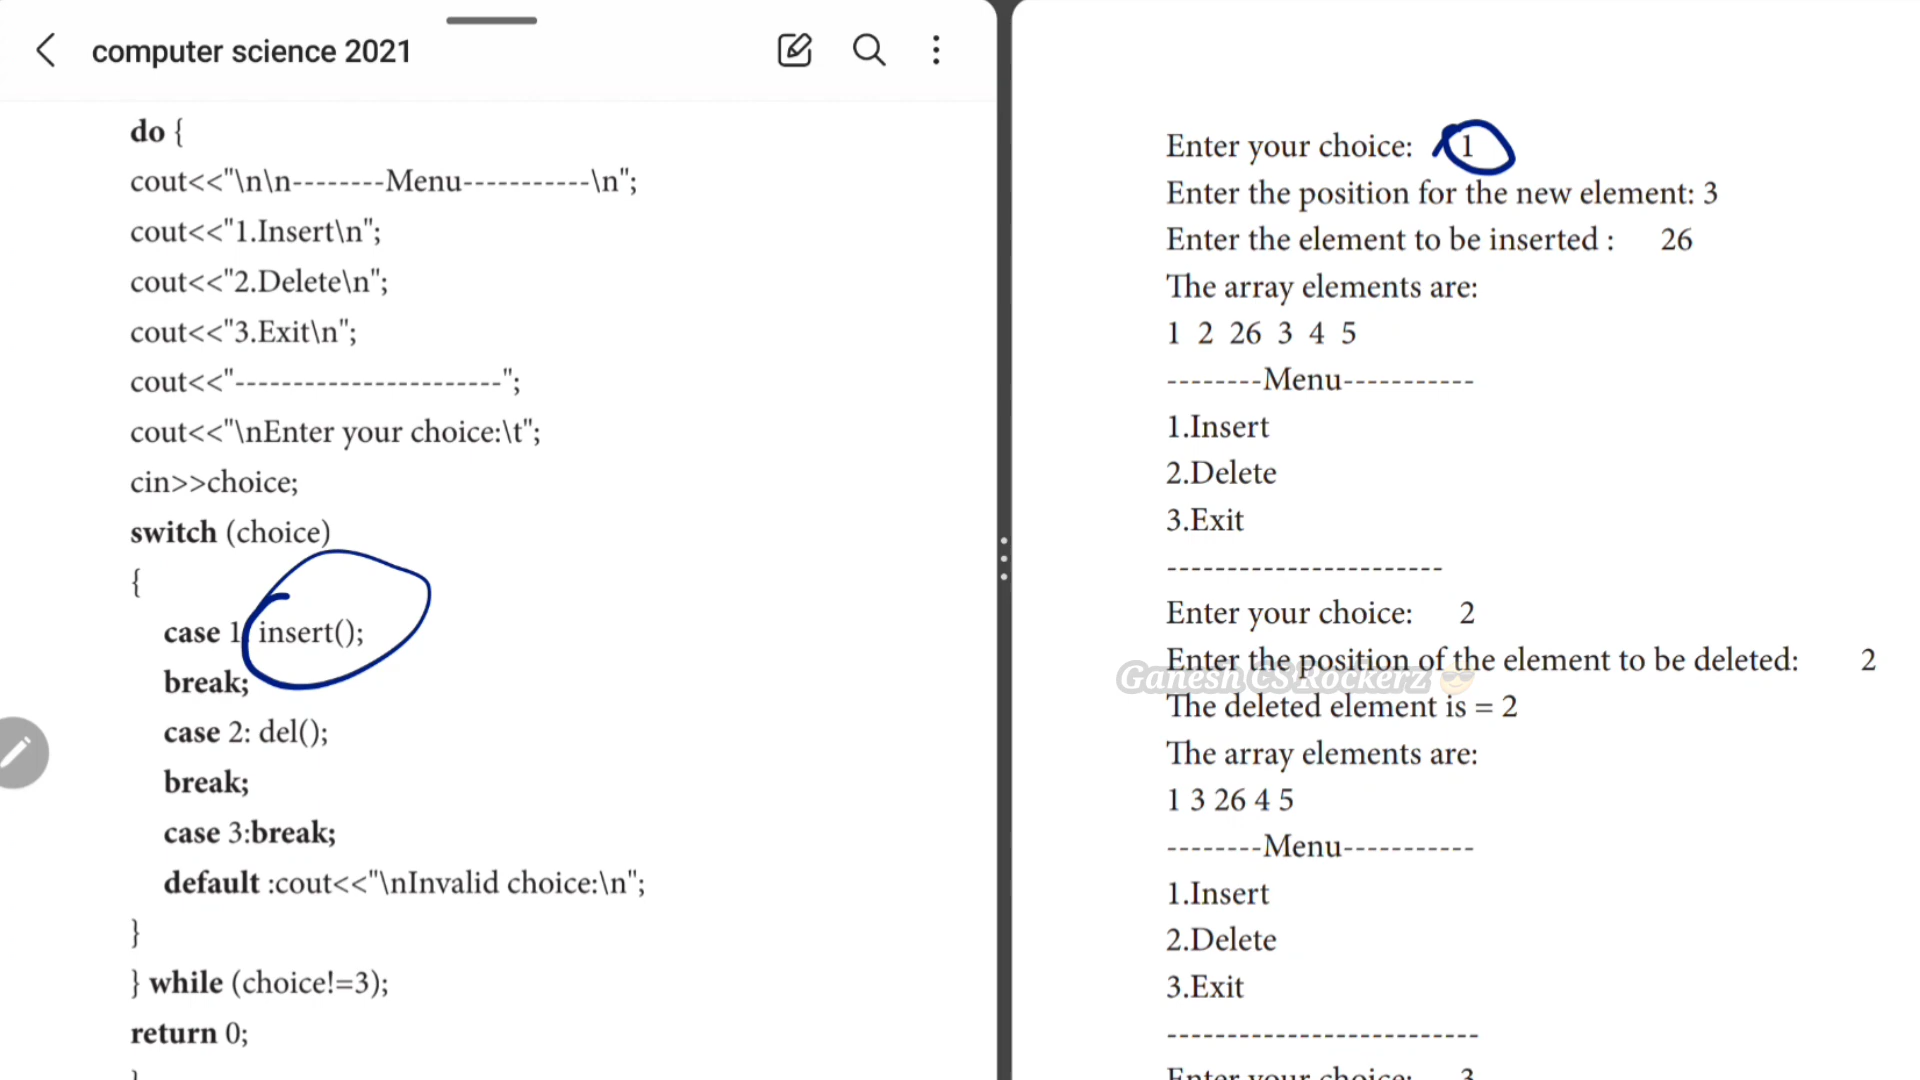 computer science 2021
do {
cout<<"\n\n--------Menu-----------\n";
cout<<"1.Insert\n";
cout<<"2.Delete\n";
cout<<"3.Exit\n";
cout<<"-----------------------";
cout<<"\nEnter your choice:\t";
cin>>choice;
switch (choice)
{
case 1: insert();
break;
case 2: del();
break;
case 3:break;
default :cout<<"\nInvalid choice:\n";
}
} while (choice!=3);
return 0;
}
Enter your choice: 1
Enter the position for the new element: 3
Enter the element to be inserted : 26
The array elements are:
1 2 26 3 4 5
--------Menu-----------
1.Insert
2.Delete
3.Exit
-----------------------
Enter your choice: 2
Enter the position of the element to be deleted: 2
Ganesh CS Rockerz 😎
The deleted element is = 2
The array elements are:
1 3 26 4 5
--------Menu-----------
1.Insert
2.Delete
3.Exit
--------------------------
Enter your choice: 3